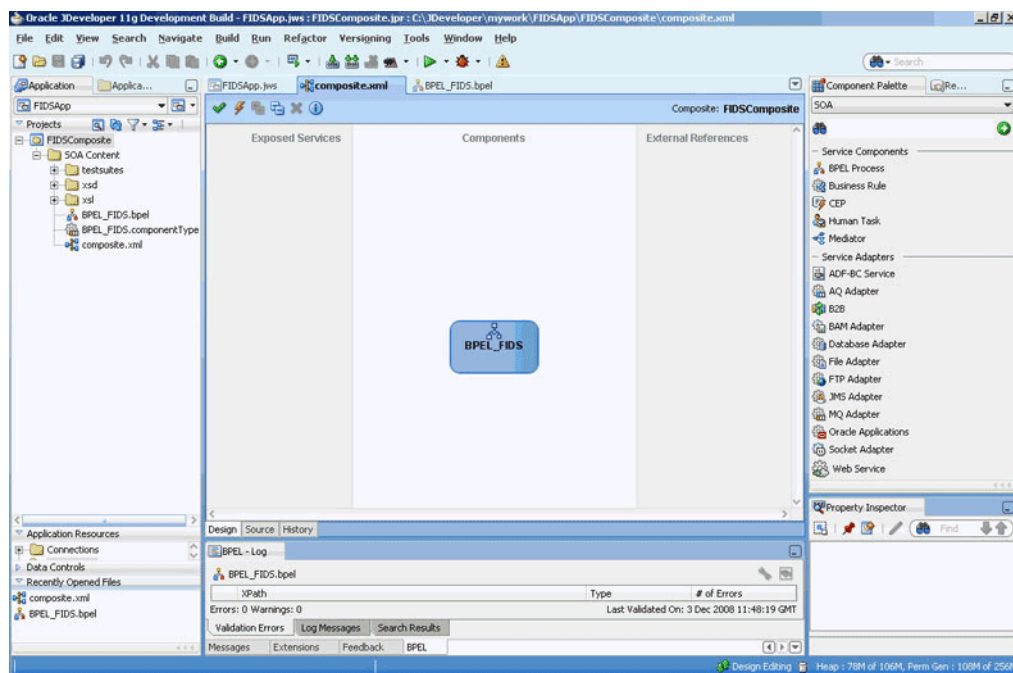 Oracle JDeveloper 11g Development Build - FIDSApp.jws : FIDSComposite.jpr : C:\JDeveloper\mywork\FIDSApp\FIDSComposite\composite.xml
File Edit View Search Navigate Build Run Refactor Versioning Tools Window Help
Search
Application
Applica...
FIDSApp.jws
composite.xml
BPEL_FIDS.bpel
Component Palette
Re...
FIDSApp
Composite: FIDSComposite
SOA
Projects
FIDSComposite
SOA Content
testsuites
xsd
xsl
BPEL_FIDS.bpel
BPEL_FIDS.componentType
composite.xml
Exposed Services
Components
External References
BPEL_FIDS
Service Components
BPEL Process
Business Rule
CEP
Human Task
Mediator
Service Adapters
ADF-BC Service
AQ Adapter
B2B
BAM Adapter
Database Adapter
File Adapter
FTP Adapter
JMS Adapter
MQ Adapter
Oracle Applications
Socket Adapter
Web Service
Property Inspector
Find
Design Source History
Application Resources
Connections
Data Controls
Recently Opened Files
composite.xml
BPEL_FIDS.bpel
BPEL - Log
BPEL_FIDS.bpel
XPath Type # of Errors
Errors: 0 Warnings: 0
Last Validated On: 3 Dec 2008 11:48:19 GMT
Validation Errors Log Messages Search Results
Messages Extensions Feedback BPEL
Design Editing
Heap : 78M of 106M, Perm Gen : 108M of 256M